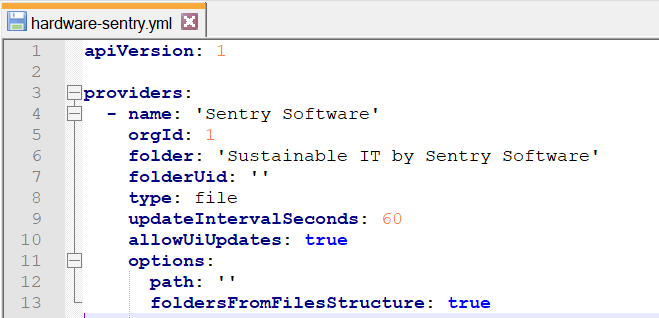 hardware-sentry.yml
1 apiVersion: 1
2
3 providers:
4 - name: 'Sentry Software'
5 orgId: 1
6 folder: 'Sustainable IT by Sentry Software'
7 folderUid: ''
8 type: file
9 updateIntervalSeconds: 60
10 allowUiUpdates: true
11 options:
12 path: ''
13 foldersFromFilesStructure: true